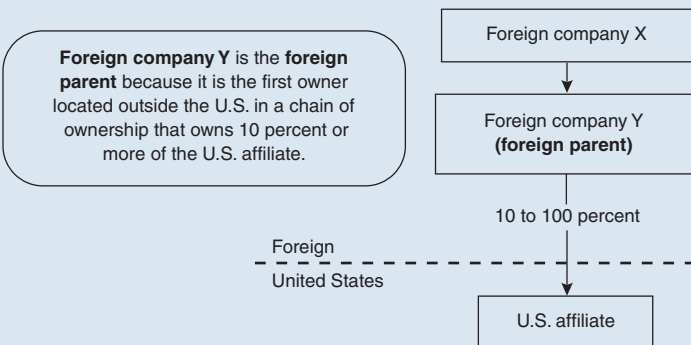 Foreign company Y is the foreign
parent because it is the first owner
located outside the U.S. in a chain of
ownership that owns 10 percent or
more of the U.S. affiliate.
Foreign company X
Foreign company Y
(foreign parent)
10 to 100 percent
Foreign
United States
U.S. affiliate